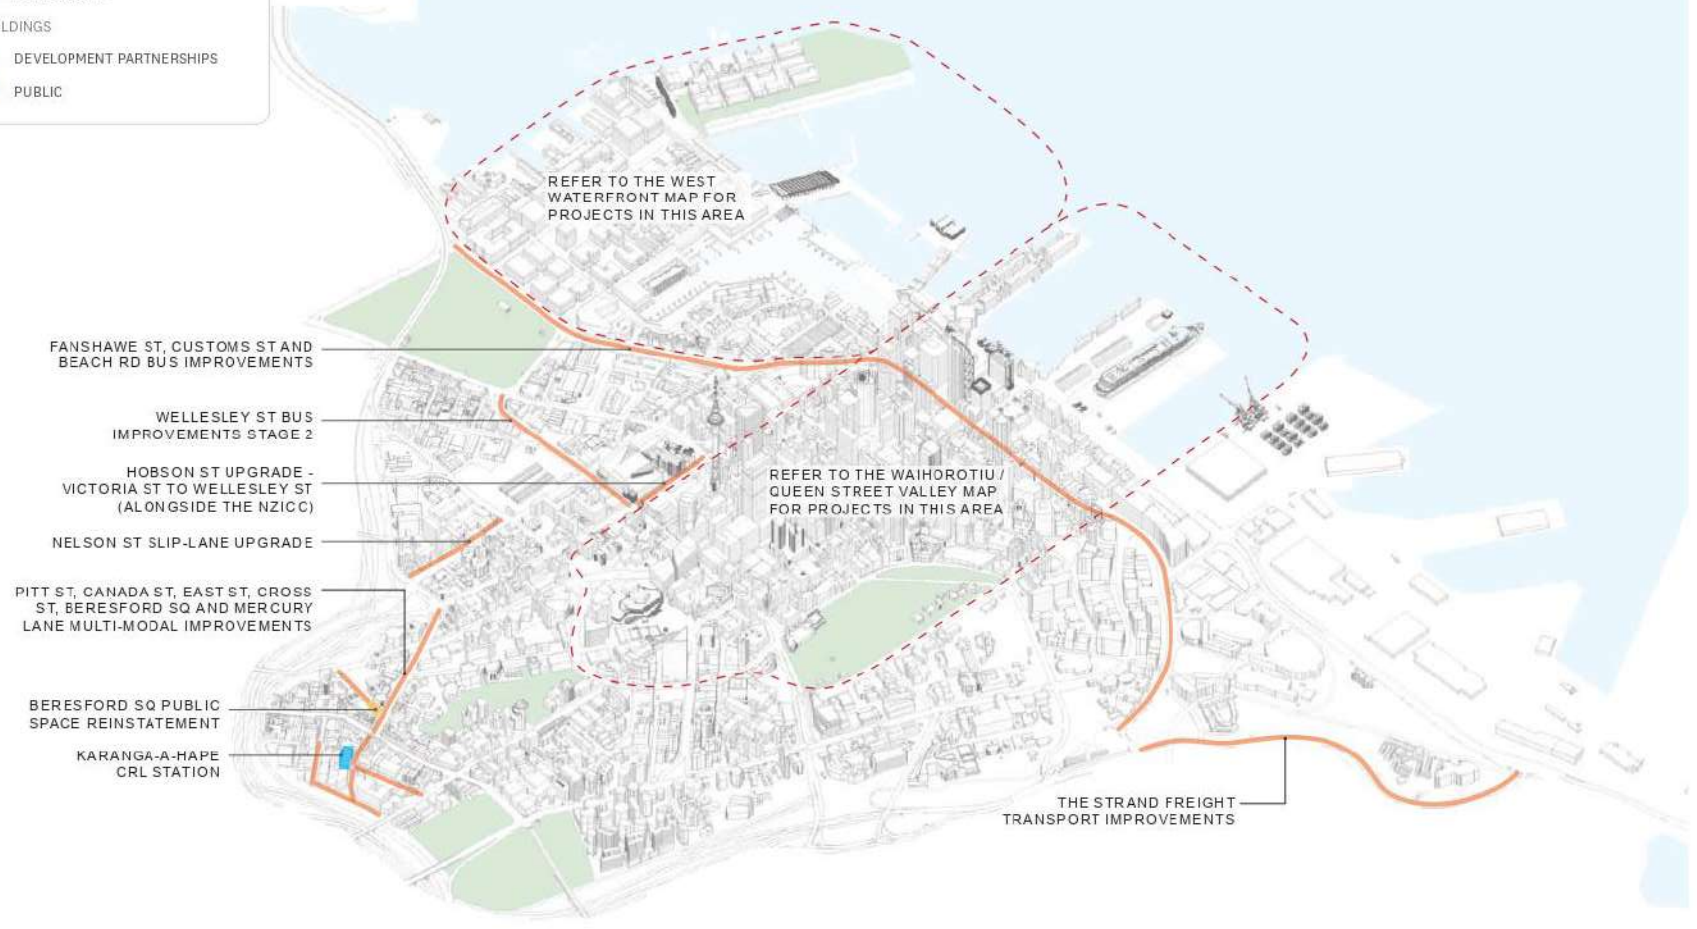 LDINGS
DEVELOPMENT PARTNERSHIPS
PUBLIC
REFER TO THE WEST
WATERFRONT MAP FOR
PROJECTS IN THIS AREA
FANSHAWE ST, CUSTOMS ST AND
BEACH RD BUS IMPROVEMENTS
WELLESLEY ST BUS
IMPROVEMENTS STAGE 2
HOBSON ST UPGRADE -
VICTORIA ST TO WELLESLEY ST
(ALONGSIDE THE NZICC)
REFER TO THE WAIHOROTIU /
QUEEN STREET VALLEY MAP
FOR PROJECTS IN THIS AREA
NELSON ST SLIP-LANE UPGRADE
PITT ST, CANADA ST, EAST ST, CROSS
ST, BERESFORD SQ AND MERCURY
LANE MULTI-MODAL IMPROVEMENTS
BERESFORD SQ PUBLIC
SPACE REINSTATEMENT
KARANGA-A-HAPE
CRL STATION
THE STRAND FREIGHT
TRANSPORT IMPROVEMENTS